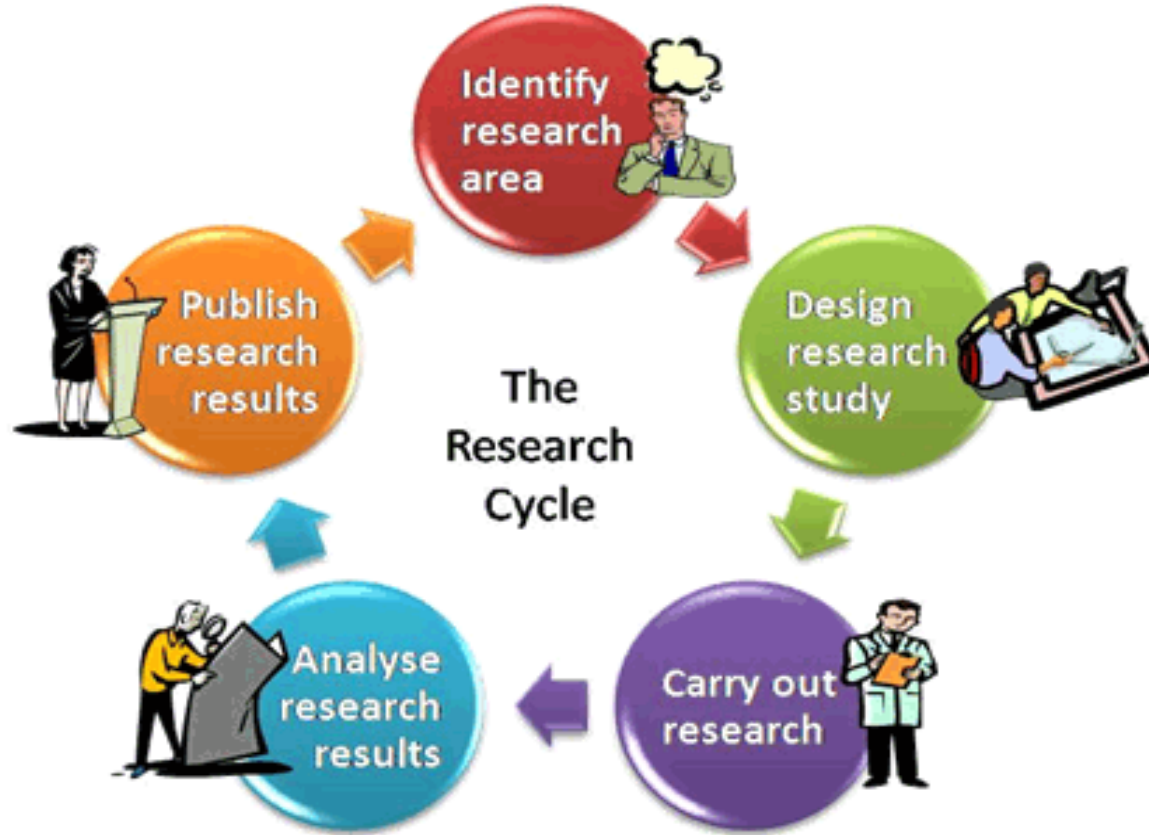 Identify
research
area
Design
research
study
Carry out
research
Analyse
research
results
Publish
research
results
The
Research
Cycle